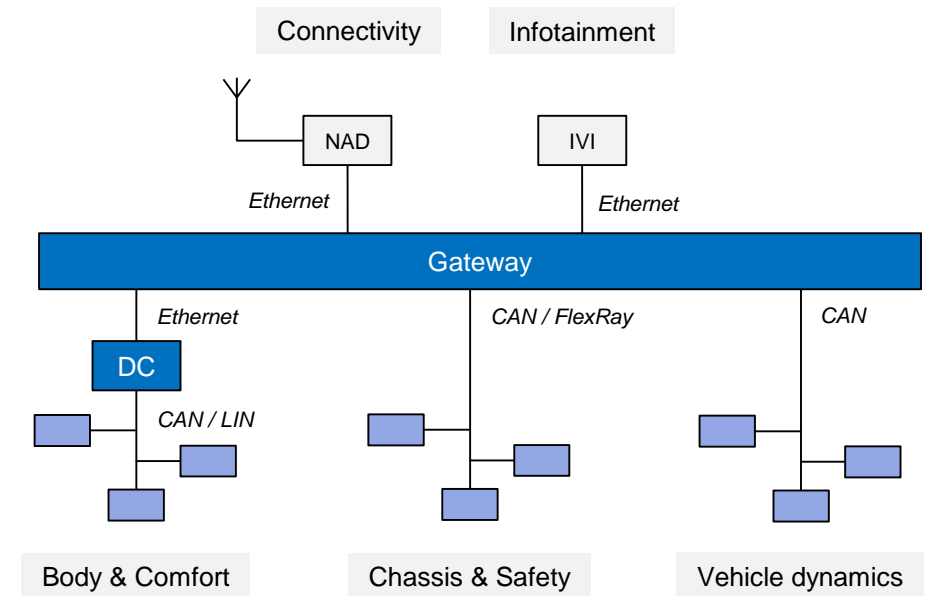 Connectivity
Infotainment
NAD
IVI
Ethernet
Ethernet
Gateway
Ethernet
CAN / FlexRay
CAN
DC
CAN / LIN
Body & Comfort
Chassis & Safety
Vehicle dynamics